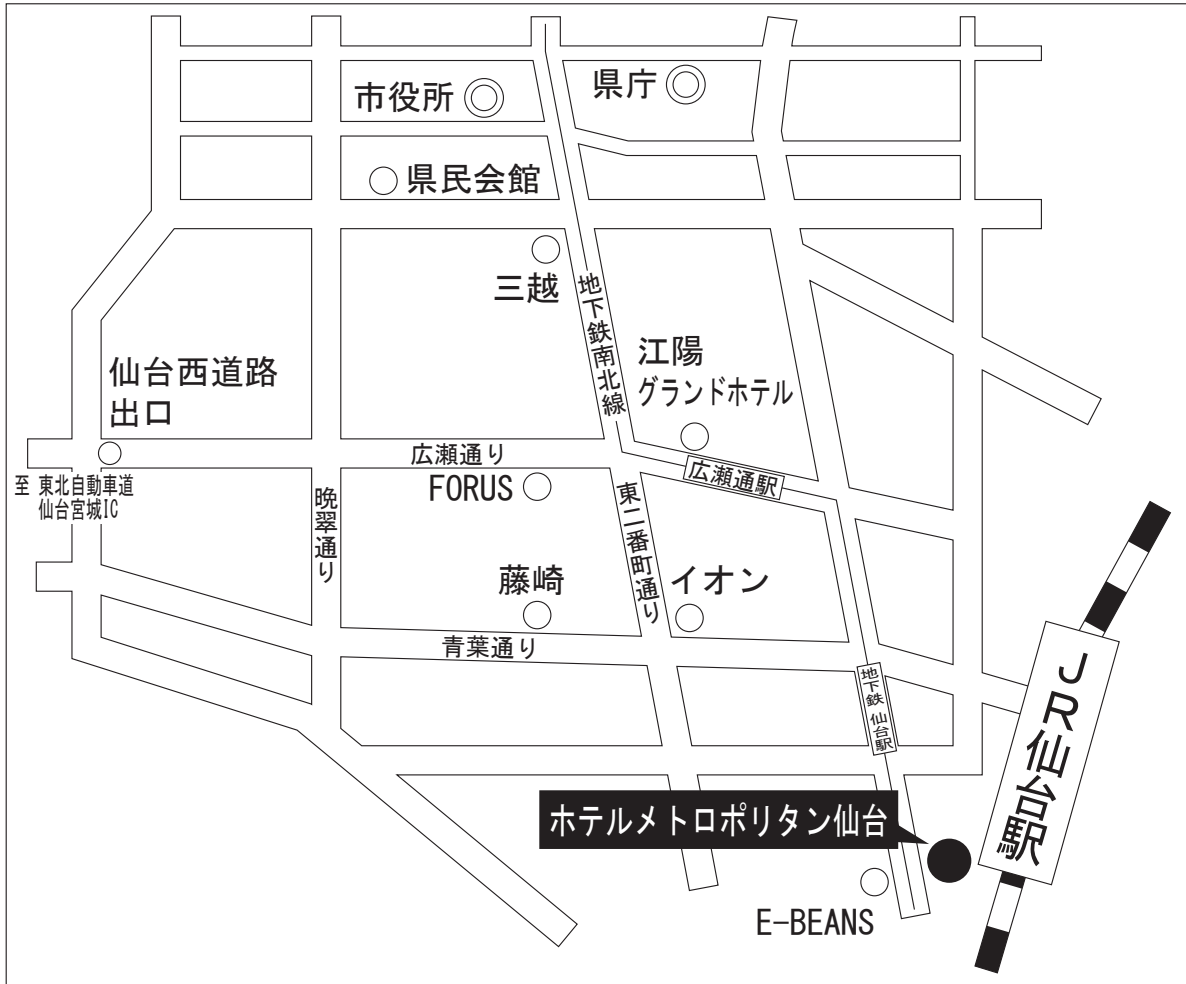 市役所
県庁
県民会館
三越
地下鉄南北線
江陽
グランドホテル
仙台西道路
出口
広瀬通り
広瀬通駅
至 東北自動車道
仙台宮城IC
FORUS
晩翠通り
東二番町通り
藤崎
イオン
青葉通り
地下鉄 仙台駅
JR仙台駅
ホテルメトロポリタン仙台
E-BEANS